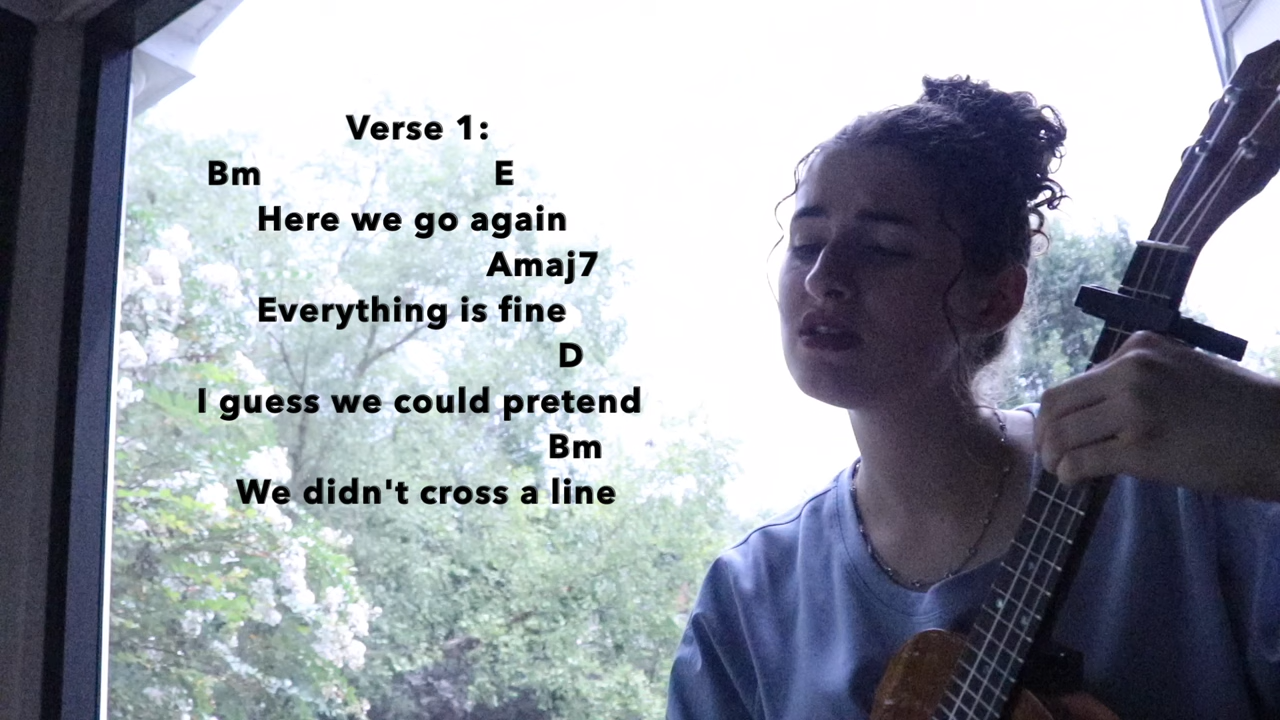 Verse 1:
Bm E
Here we go again
Amaj7
Everything is fine
D
I guess we could pretend
Bm
We didn't cross a line